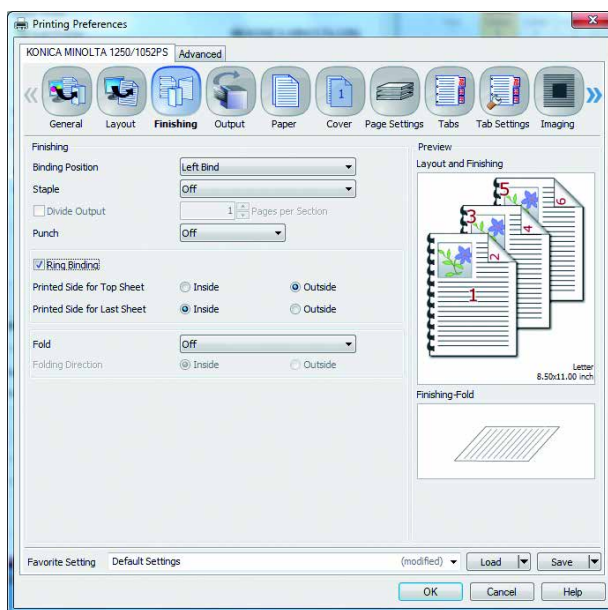 Printing Preferences
KONICA MINOLTA 1250/1052PS Advanced
General Layout Finishing Output Paper Cover Page Settings Tabs Tab Settings Imaging
Finishing
Binding Position Left Bind
Staple Off
Divide Output 1 Pages per Section
Punch Off
Ring Binding
Printed Side for Top Sheet Inside Outside
Printed Side for Last Sheet Inside Outside
Fold Off
Folding Direction Inside Outside
Preview
Layout and Finishing
5 6
3 4
1 2
Letter
8.50x11.00 inch
Finishing-Fold
Favorite Setting Default Settings (modified) Load Save
OK Cancel Help